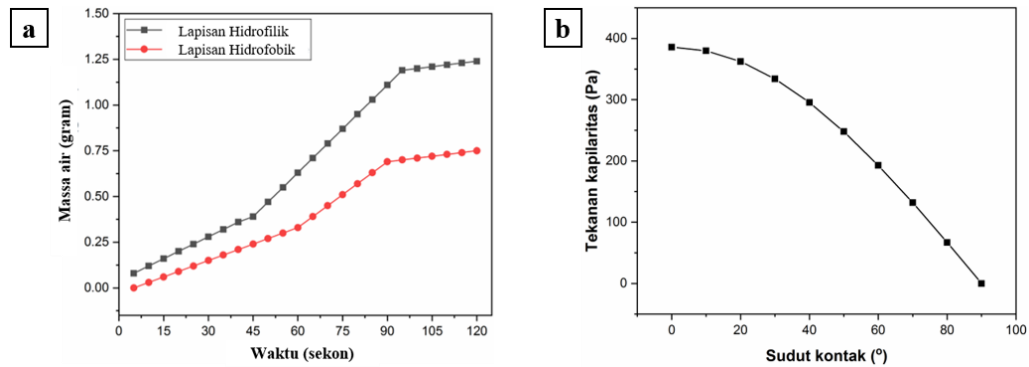 a
1.50
1.25
1.00
0.75
0.50
0.25
0.00
Massa air (gram)
Lapisan Hidrofilik
Lapisan Hidrofobik
0 15 30 45 60 75 90 105 120
Waktu (sekon)
b
400
300
200
100
0
Tekanan kapilaritas (Pa)
0 20 40 60 80 100
Sudut kontak (°)